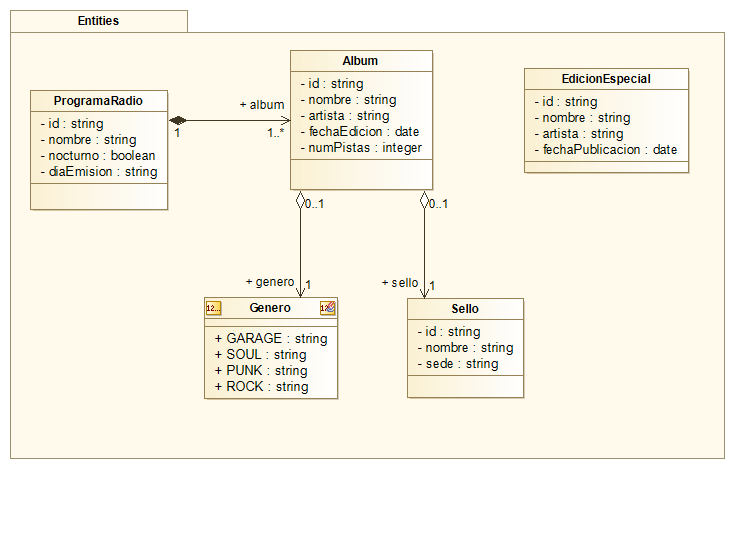 Entities
ProgramaRadio
- id : string
- nombre : string
- nocturno : boolean
- diaEmision : string
1
+ album
1..*
Album
- id : string
- nombre : string
- artista : string
- fechaEdicion : date
- numPistas : integer
EdicionEspecial
- id : string
- nombre : string
- artista : string
- fechaPublicacion : date
0..1
0..1
+ genero
1
+ sello
1
12...
Genero
+ GARAGE : string
+ SOUL : string
+ PUNK : string
+ ROCK : string
Sello
- id : string
- nombre : string
- sede : string